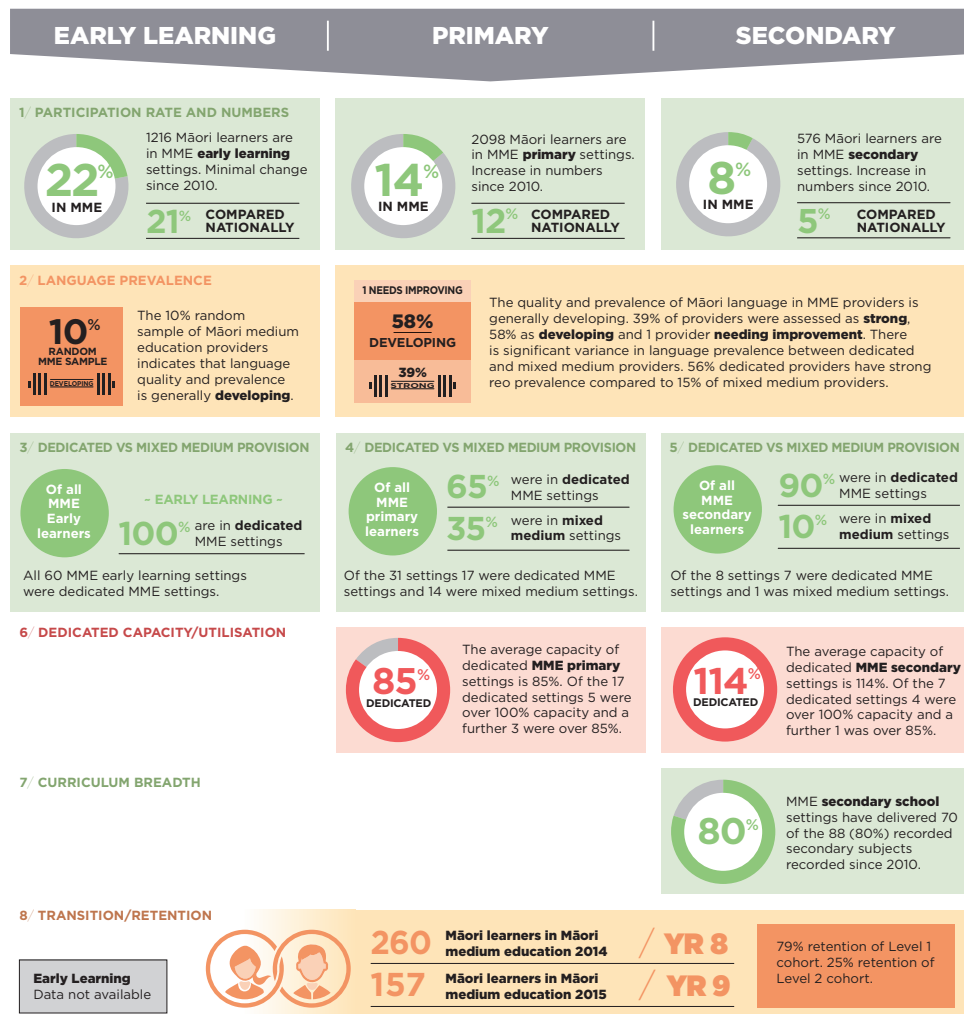 EARLY LEARNING
PRIMARY
SECONDARY
1/ PARTICIPATION RATE AND NUMBERS
22%
IN MME
1216 Māori learners are
in MME early learning
settings. Minimal change
since 2010.
21% COMPARED
NATIONALLY
14%
IN MME
2098 Māori learners are
in MME primary settings.
Increase in numbers
since 2010.
12% COMPARED
NATIONALLY
8%
IN MME
576 Māori learners are
in MME secondary
settings. Increase in
numbers since 2010.
5% COMPARED
NATIONALLY
2/ LANGUAGE PREVALENCE
10%
RANDOM
MME SAMPLE
DEVELOPING
The 10% random
sample of Māori medium
education providers
indicates that language
quality and prevalence
is generally developing.
1 NEEDS IMPROVING
58%
DEVELOPING
39%
STRONG
The quality and prevalence of Māori language in MME providers is
generally developing. 39% of providers were assessed as strong,
58% as developing and 1 provider needing improvement. There
is significant variance in language prevalence between dedicated
and mixed medium providers. 56% dedicated providers have strong
reo prevalence compared to 15% of mixed medium providers.
3/ DEDICATED VS MIXED MEDIUM PROVISION
Of all
MME
Early
learners
– EARLY LEARNING –
100% are in dedicated
MME settings
All 60 MME early learning settings
were dedicated MME settings.
4/ DEDICATED VS MIXED MEDIUM PROVISION
Of all
MME
primary
learners
65% were in dedicated
MME settings
35% were in mixed
medium settings
Of the 31 settings 17 were dedicated MME
settings and 14 were mixed medium settings.
5/ DEDICATED VS MIXED MEDIUM PROVISION
Of all
MME
secondary
learners
90% were in dedicated
MME settings
10% were in mixed
medium settings
Of the 8 settings 7 were dedicated MME
settings and 1 was mixed medium settings.
6/ DEDICATED CAPACITY/UTILISATION
85%
DEDICATED
The average capacity of
dedicated MME primary
settings is 85%. Of the 17
dedicated settings 5 were
over 100% capacity and a
further 3 were over 85%.
114%
DEDICATED
The average capacity of
dedicated MME secondary
settings is 114%. Of the 7
dedicated settings 4 were
over 100% capacity and a
further 1 was over 85%.
7/ CURRICULUM BREADTH
80%
MME secondary school
settings have delivered 70
of the 88 (80%) recorded
secondary subjects
recorded since 2010.
8/ TRANSITION/RETENTION
Early Learning
Data not available
260 Māori learners in Māori
medium education 2014 / YR 8
157 Māori learners in Māori
medium education 2015 / YR 9
79% retention of Level 1
cohort. 25% retention of
Level 2 cohort.